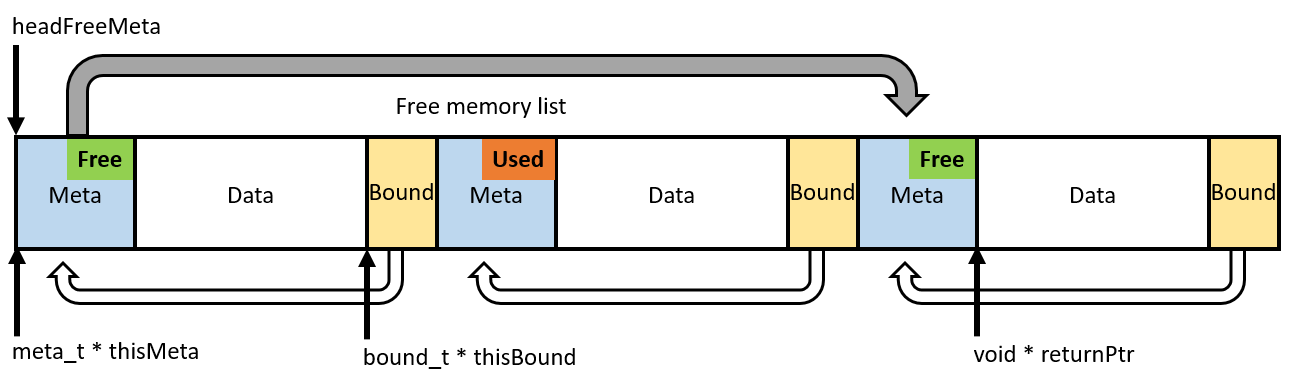 headFreeMeta
Free memory list
Free
Used
Free
Meta
Data
Bound
Meta
Data
Bound
Meta
Data
Bound
meta_t * thisMeta
bound_t * thisBound
void * returnPtr